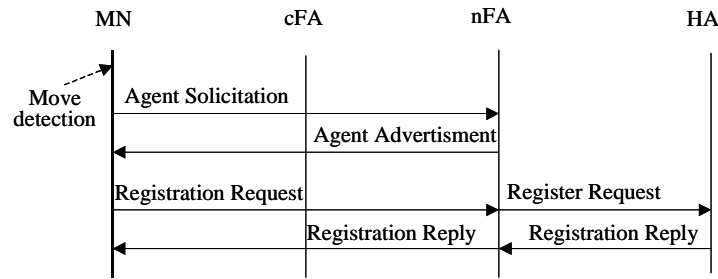 MN
cFA
nFA
HA
Move
detection
Agent Solicitation
Agent Advertisment
Registration Request
Register Request
Registration Reply
Registration Reply